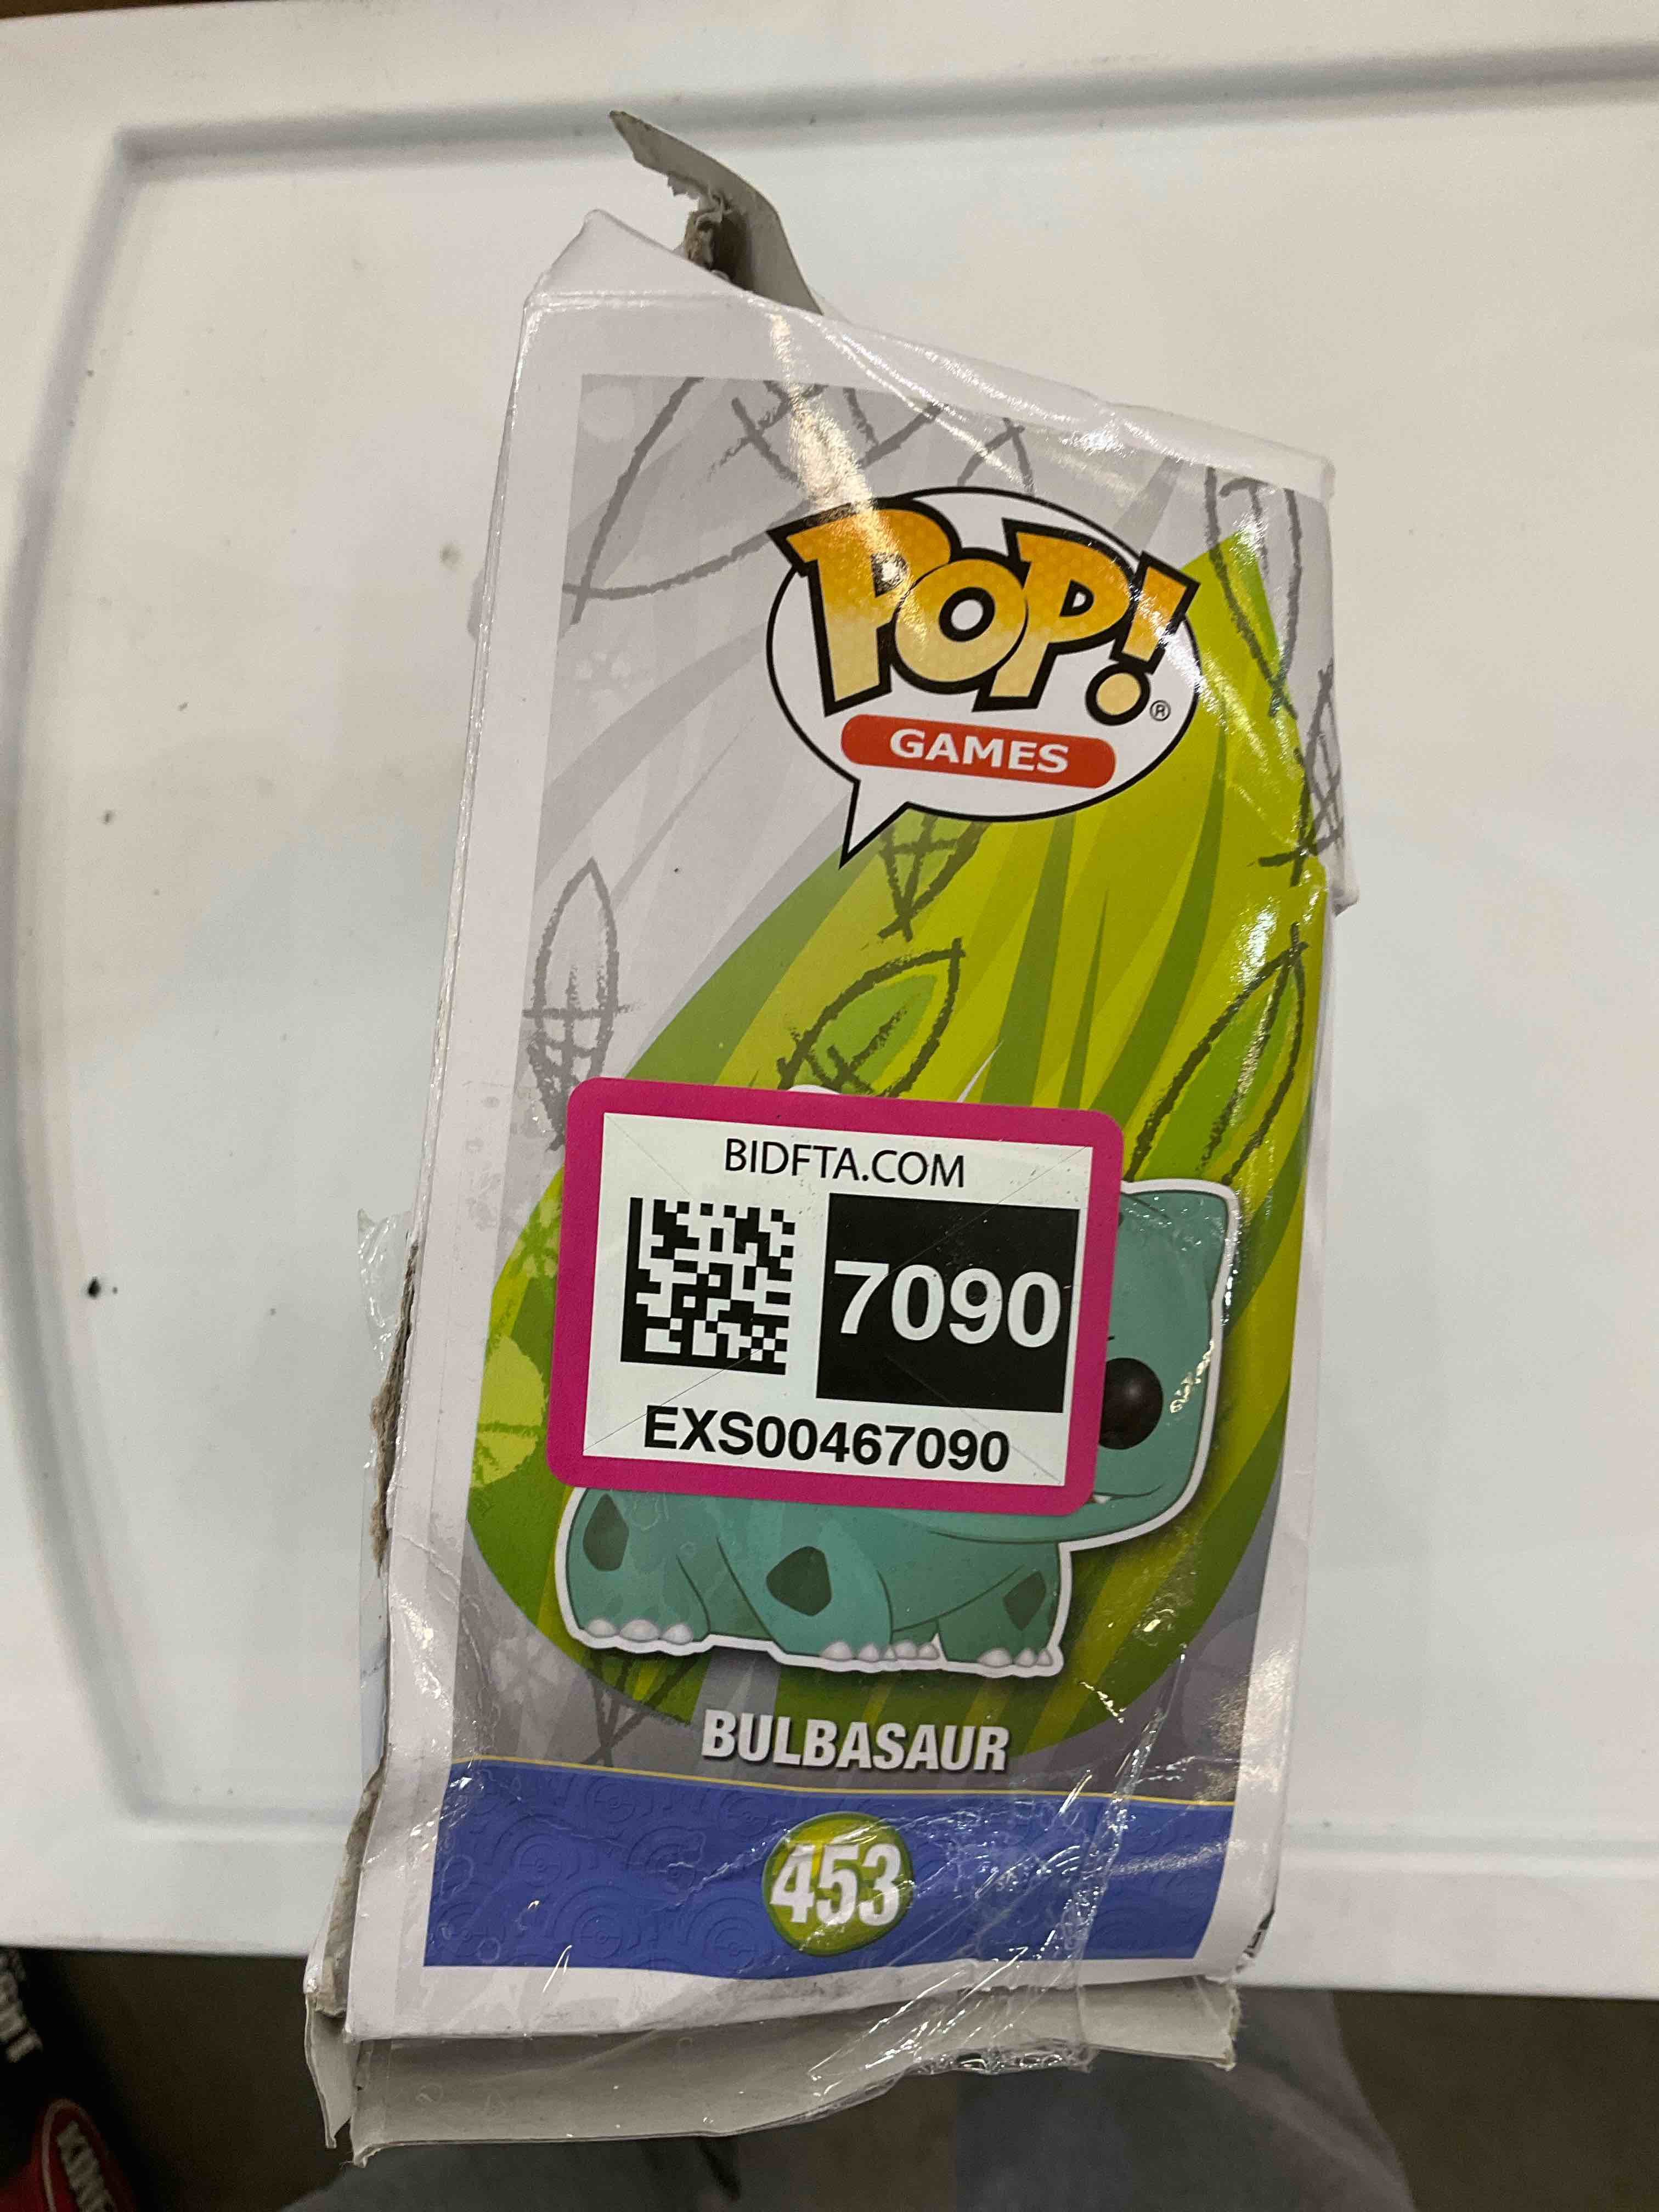 POP! ®
GAMES
BIDFTA.COM
7090
EXS00467090
BULBASAUR
453